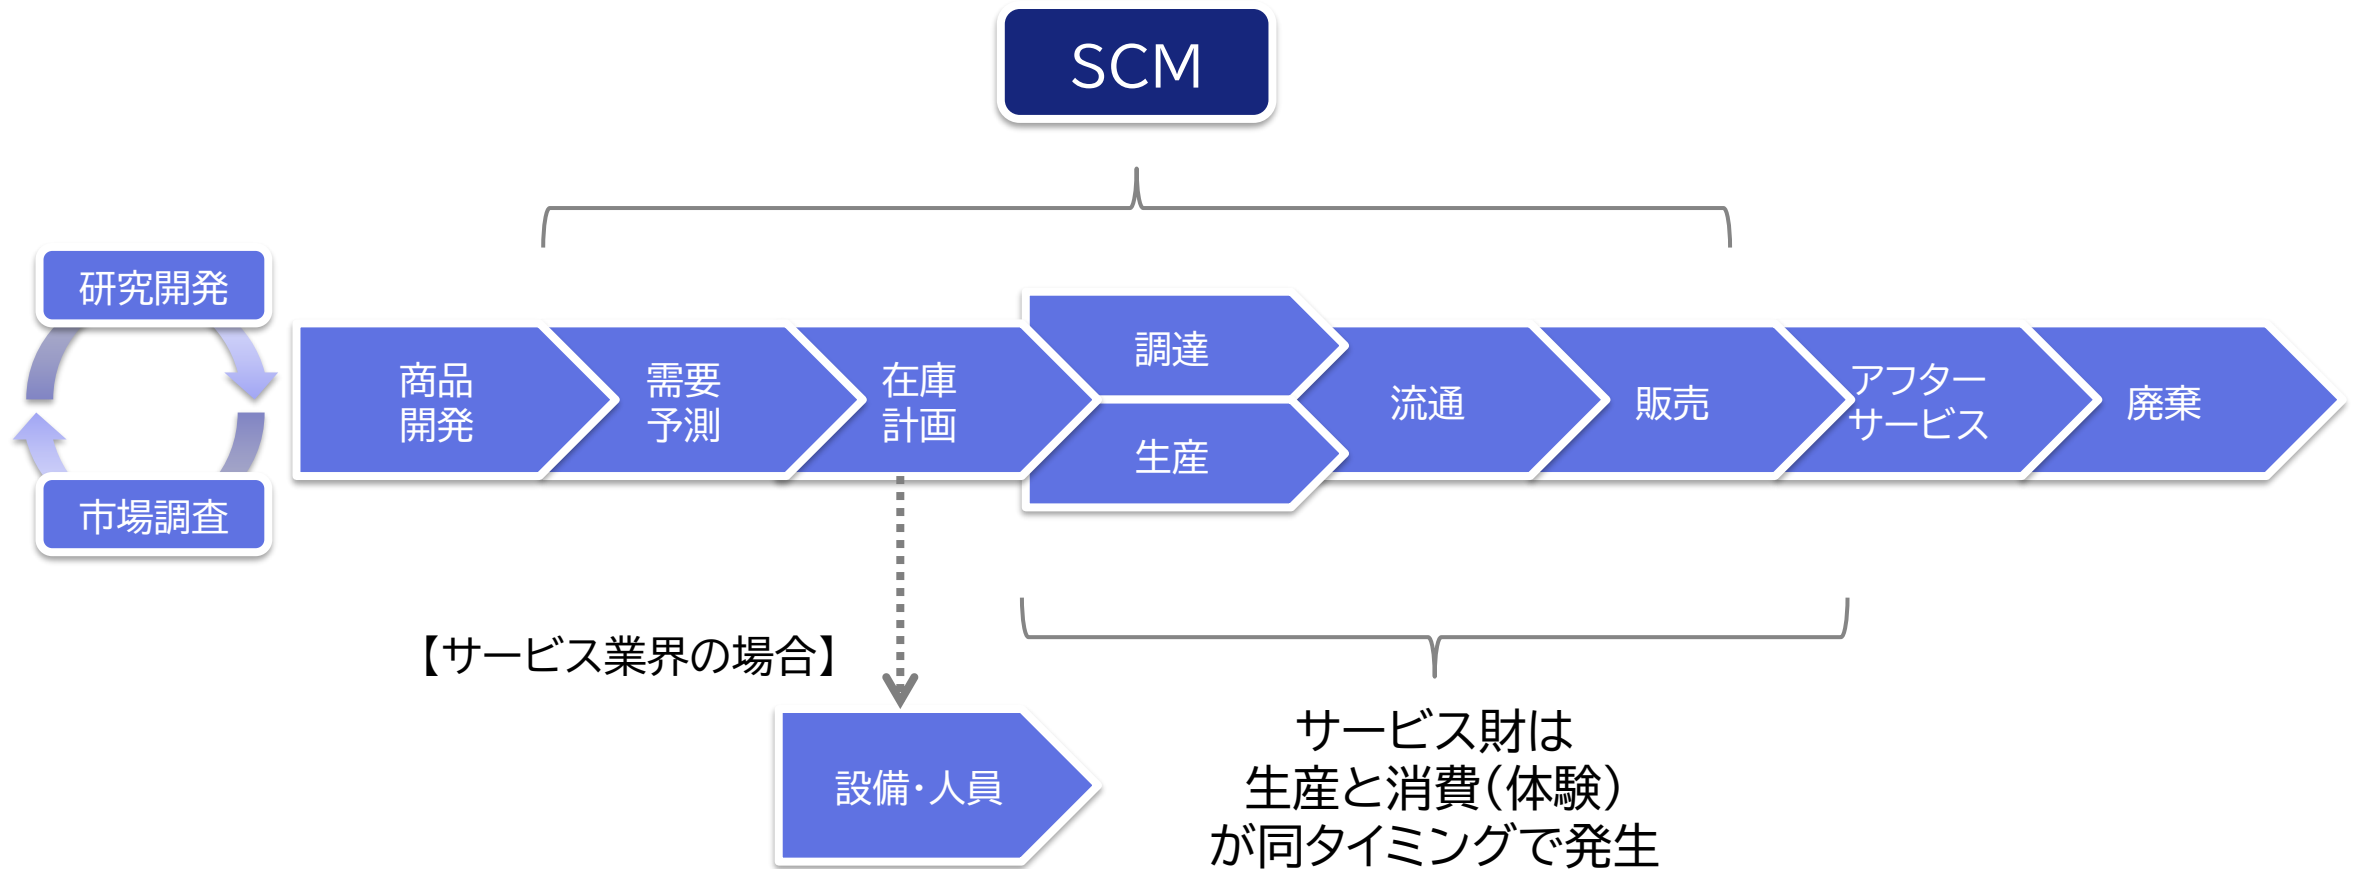 SCM
研究開発
市場調査
商品
開発
需要
予測
在庫
計画
調達
生産
流通
販売
アフター
サービス
廃棄
【サービス業界の場合】
設備・人員
サービス財は
生産と消費（体験）
が同タイミングで発生